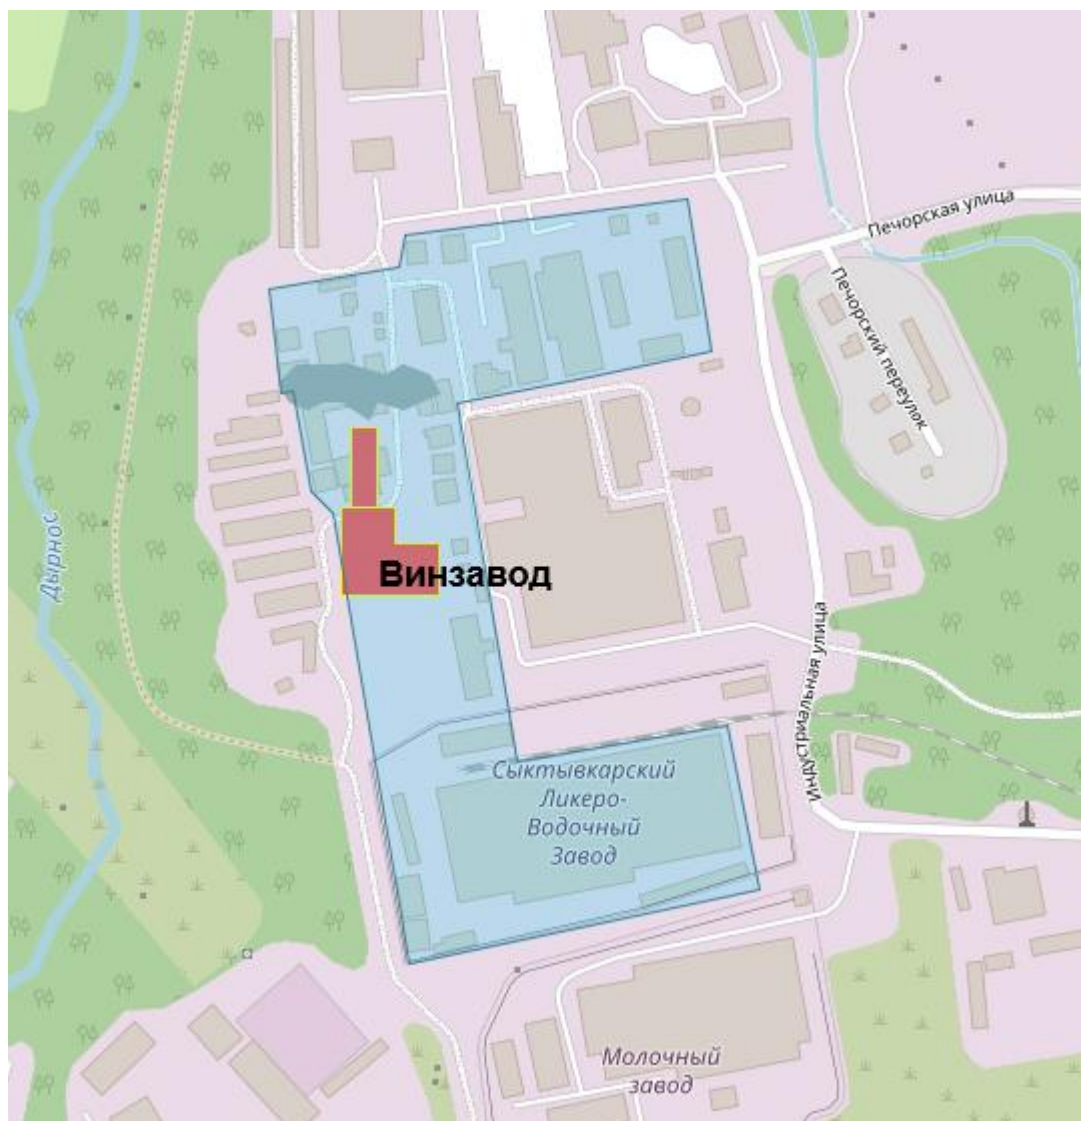 Печорская улица
Печорский переулок
Дырнос
Винзавод
Индустриальная улица
Сыктывкарский
Ликеро-
Водочный
Завод
Молочный
завод